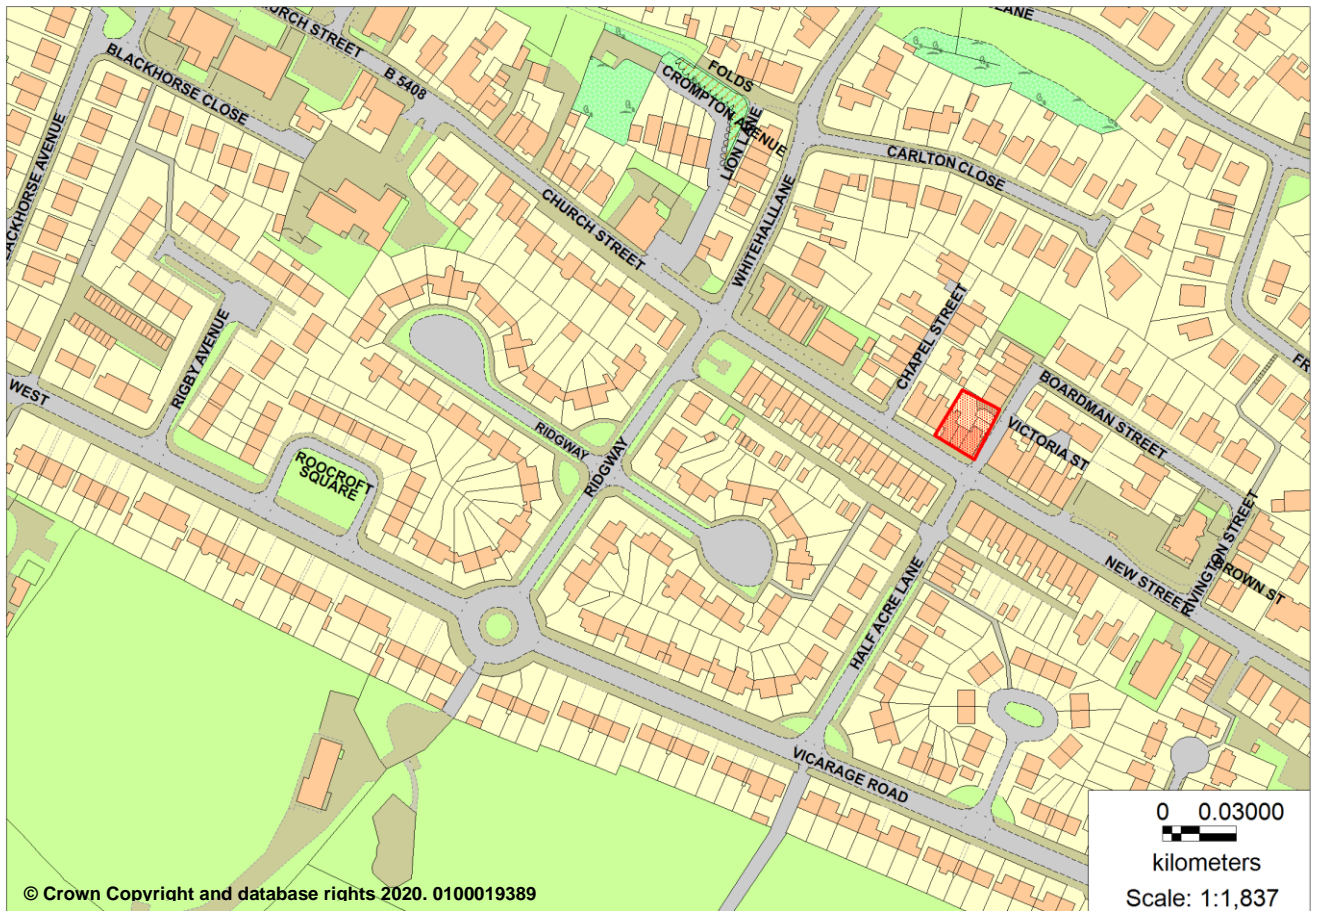 CHURCH STREET
LANE
BLACKHORSE CLOSE
B 5408
FOLDS
CROMPTON AVENUE
LION LANE
BLACKHORSE AVENUE
CARLTON CLOSE
CHURCH STREET
WHITEHALL LANE
CHAPEL STREET
RIGBY AVENUE
FR
WEST
BOARDMAN STREET
VICTORIA ST
RIDGWAY
RIDGWAY
ROOCROFT
SQUARE
RIVINGTON STREET
BROWN ST
NEW STREET
HALF ACRE LANE
VICARAGE ROAD
0 0.03000
kilometers
Scale: 1:1,837
© Crown Copyright and database rights 2020. 0100019389